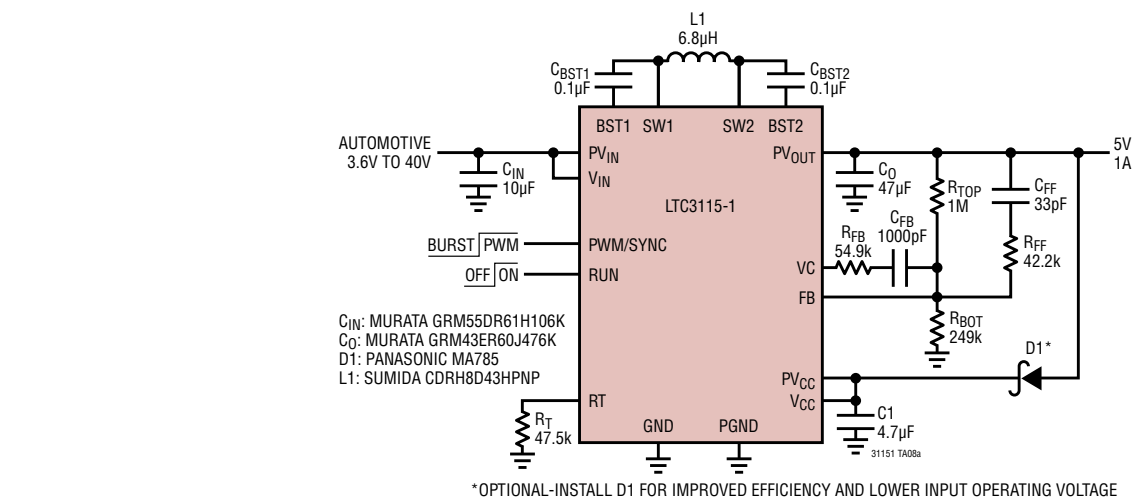 L1
6.8µH
CBST1
0.1µF
CBST2
0.1µF
BST1 SW1 SW2 BST2
AUTOMOTIVE
3.6V TO 40V
PVIN
VIN
CIN
10µF
PVOUT
5V
1A
CO
47µF
RTOP
1M
CFF
33pF
LTC3115-1
CFB
1000pF
RFB
54.9k
RFF
42.2k
BURST PWM
PWM/SYNC
OFF ON
RUN
VC
FB
RBOT
249k
CIN: MURATA GRM55DR61H106K
CO: MURATA GRM43ER60J476K
D1: PANASONIC MA785
L1: SUMIDA CDRH8D43HPNP
D1*
PVCC
VCC
RT
RT
47.5k
GND PGND
C1
4.7µF
31151 TA08a
*OPTIONAL-INSTALL D1 FOR IMPROVED EFFICIENCY AND LOWER INPUT OPERATING VOLTAGE